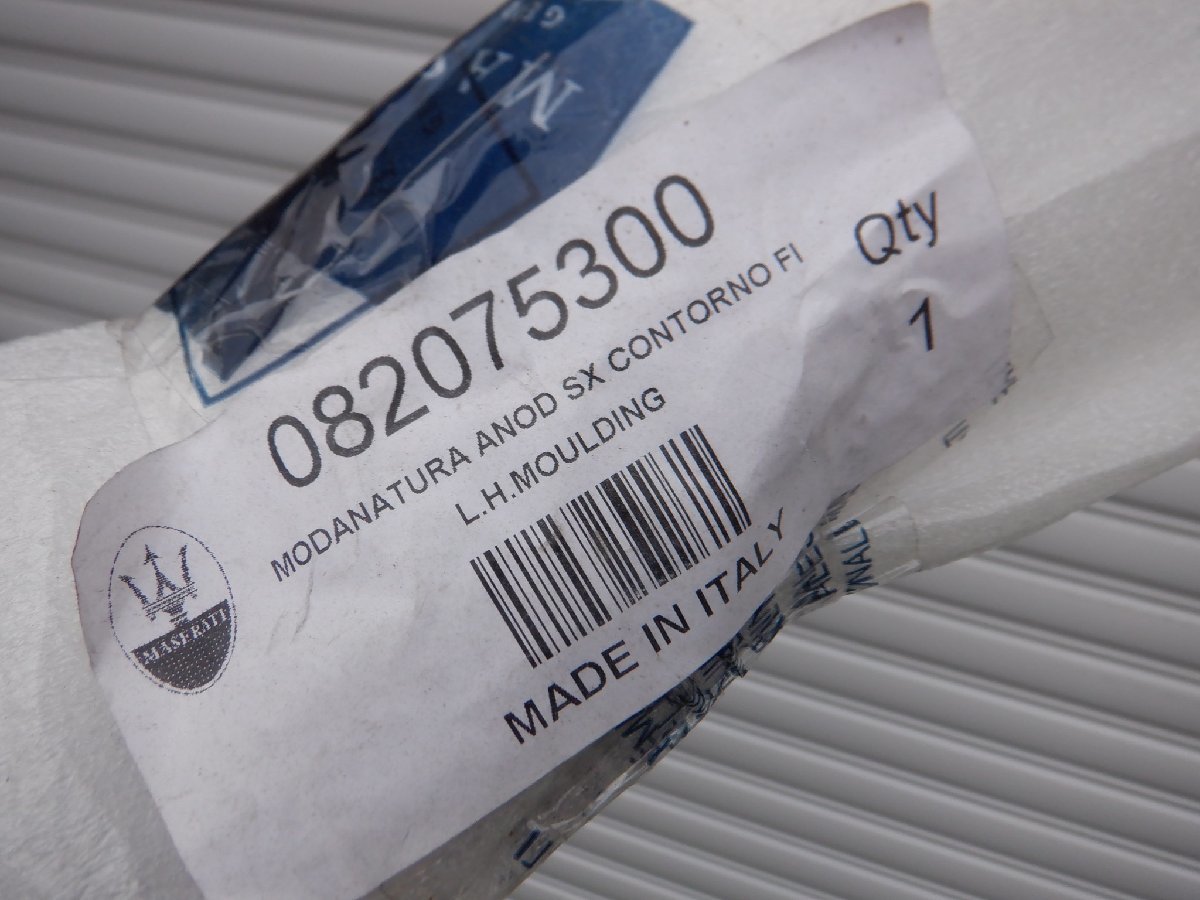 082075300
Qty
MODANATURA ANOD SX CONTORNO FI
1
L.H.MOULDING
MASERATI
MADE IN ITALY